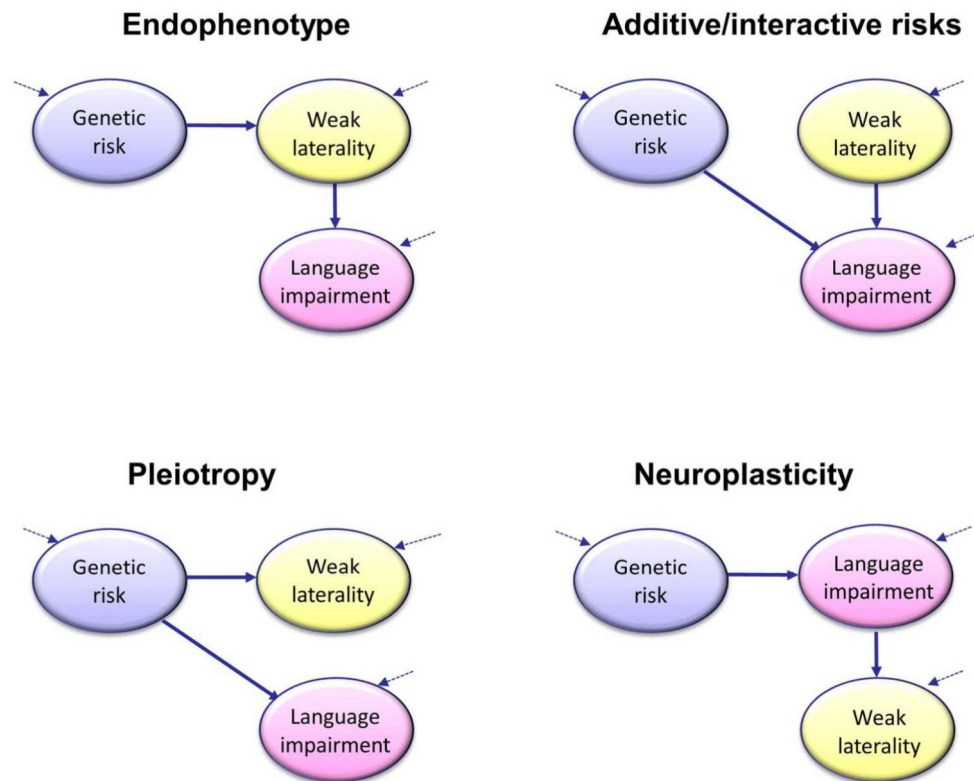 Endophenotype
Genetic
risk
Weak
laterality
Language
impairment
Additive/interactive risks
Genetic
risk
Weak
laterality
Language
impairment
Pleiotropy
Genetic
risk
Weak
laterality
Language
impairment
Neuroplasticity
Genetic
risk
Language
impairment
Weak
laterality